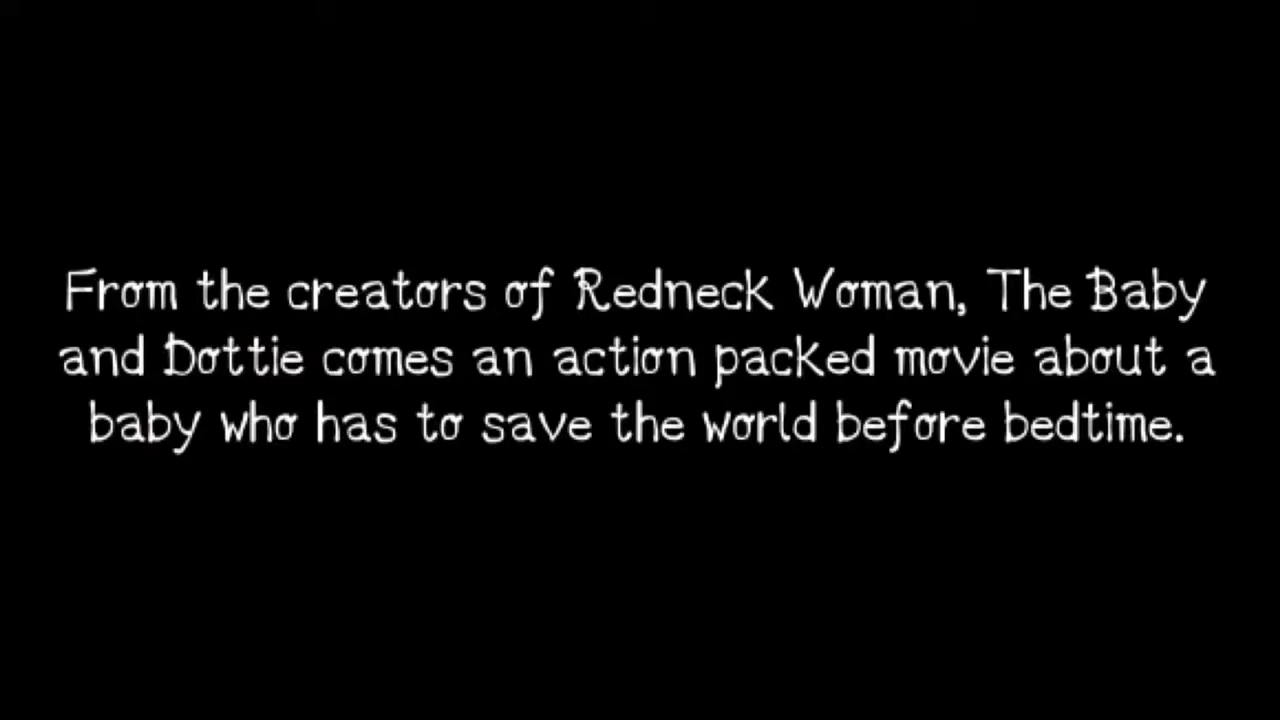 From the creators of Redneck Woman, The Baby
and Dottie comes an action packed movie about a
baby who has to save the world before bedtime.